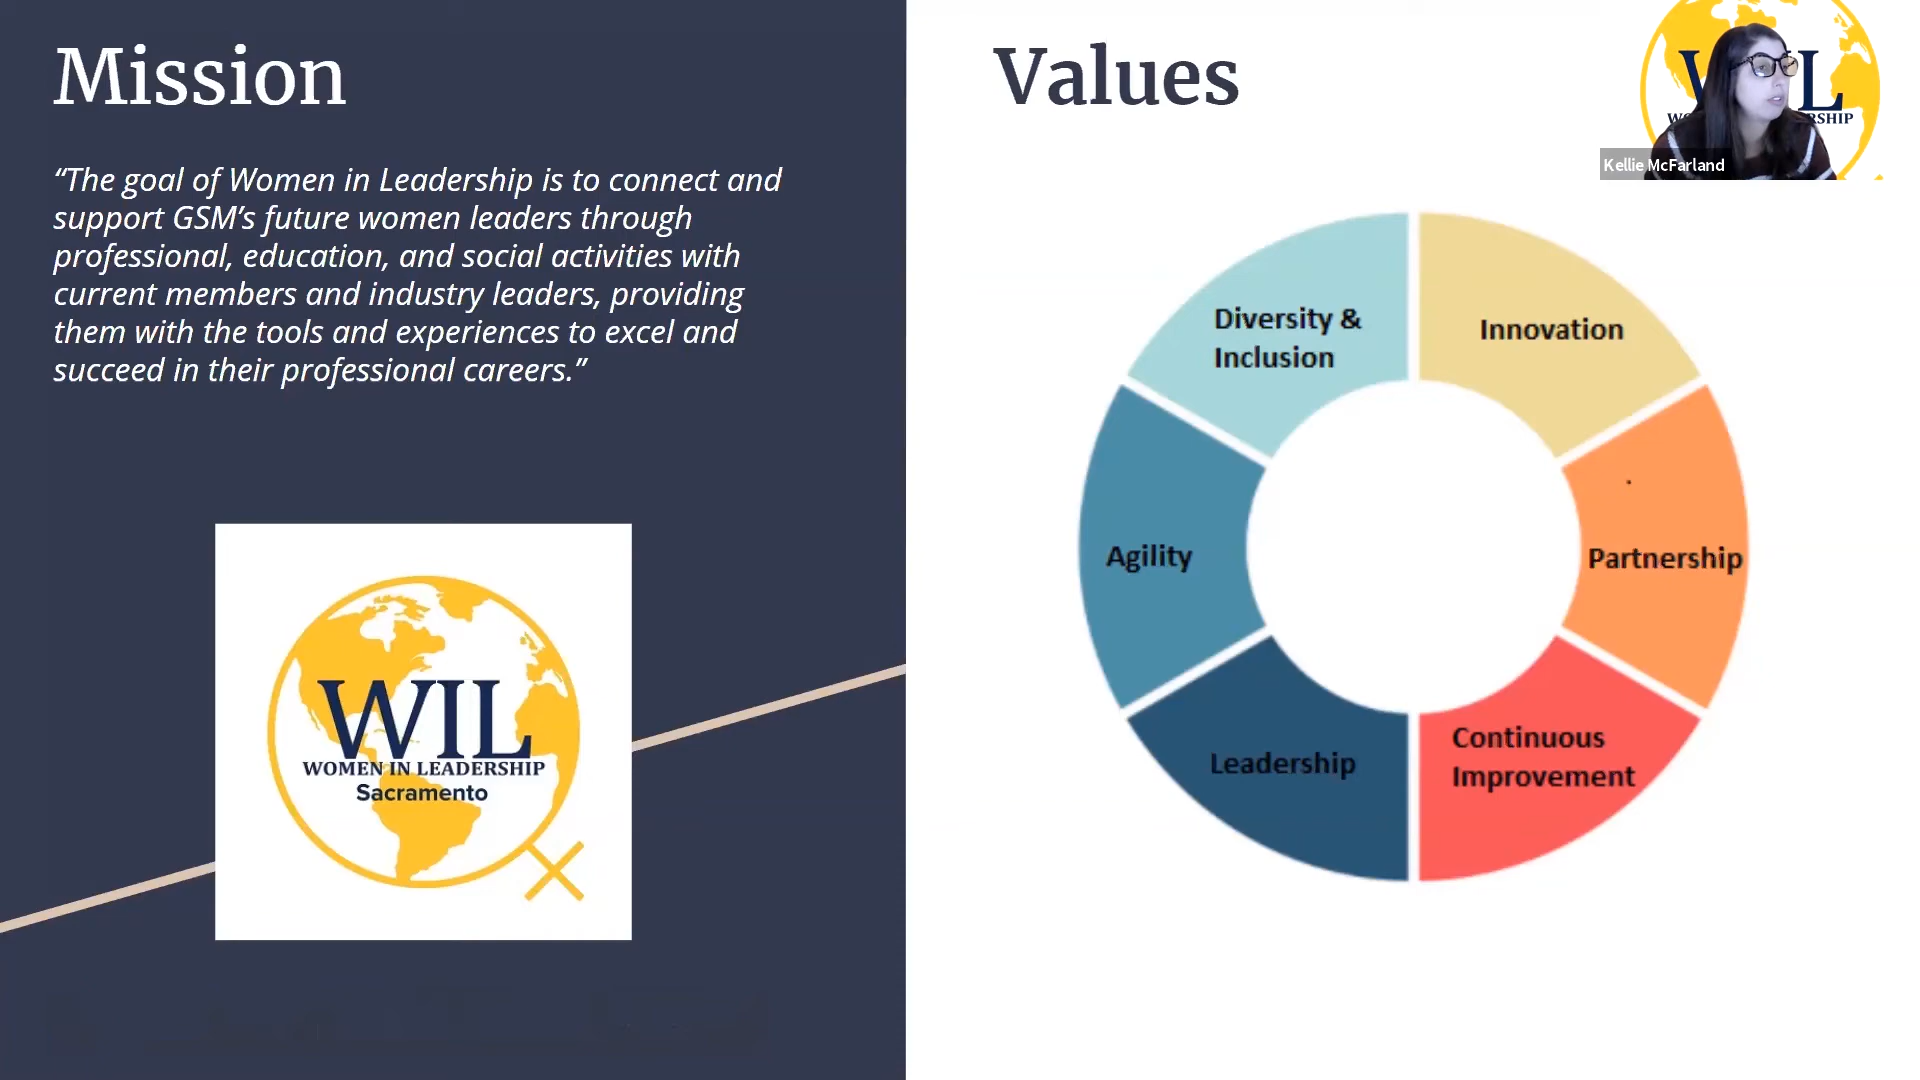 Mission
“The goal of Women in Leadership is to connect and
support GSM’s future women leaders through
professional, education, and social activities with
current members and industry leaders, providing
them with the tools and experiences to excel and
succeed in their professional careers.”
WIL
WOMEN IN LEADERSHIP
Sacramento
Values
Kellie McFarland
Diversity &
Inclusion
Innovation
Agility
Partnership
Leadership
Continuous
Improvement